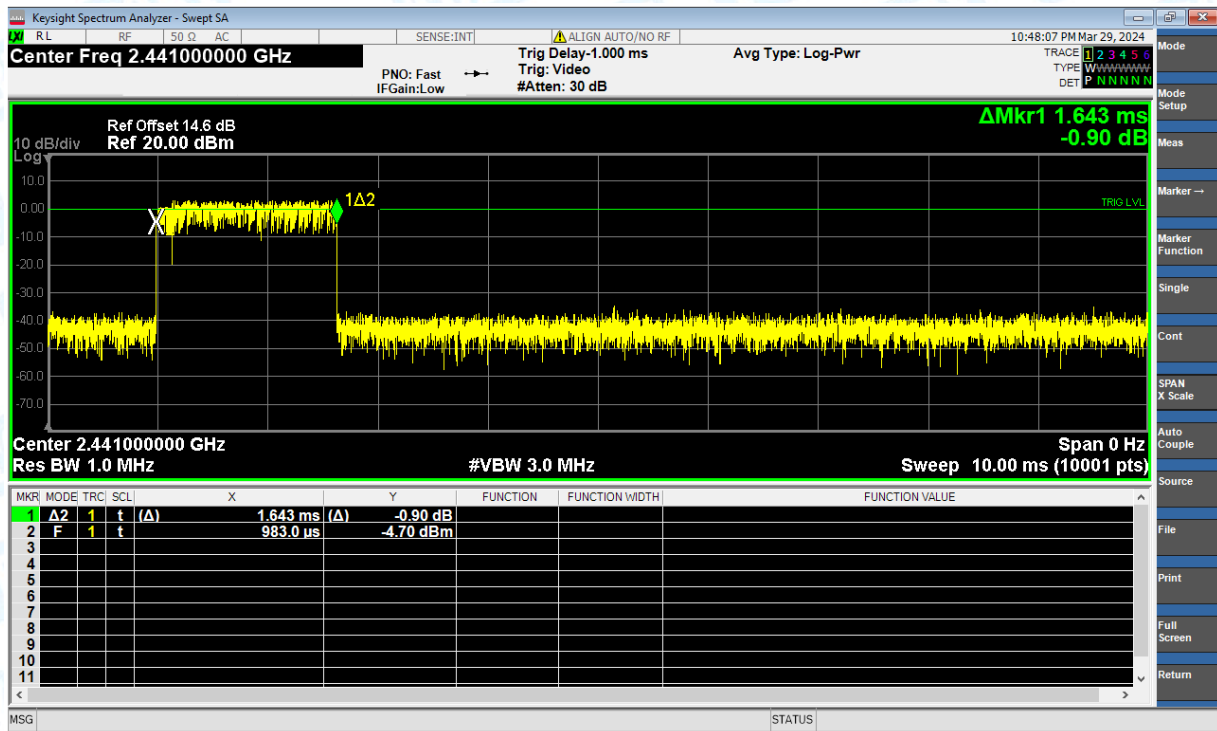 Keysight Spectrum Analyzer - Swept SA
LXI RL RF 50 Ω AC SENSE:INT ALIGN AUTO/NO RF 10:48:07 PM Mar 29, 2024
Center Freq 2.441000000 GHz
PNO: Fast
IFGain:Low
Trig Delay-1.000 ms
Trig: Video
#Atten: 30 dB
Avg Type: Log-Pwr
TRACE 1 2 3 4 5 6
TYPE WWWWWW
DET P NNNNN
ΔMkr1 1.643 ms
-0.90 dB
Ref Offset 14.6 dB
10 dB/div Ref 20.00 dBm
Log
10.0
0.00
-10.0
-20.0
-30.0
-40.0
-50.0
-60.0
-70.0
X
1Δ2
TRIG LVL
Center 2.441000000 GHz Span 0 Hz
Res BW 1.0 MHz #VBW 3.0 MHz Sweep 10.00 ms (10001 pts)
MKR MODE TRC SCL X Y FUNCTION FUNCTION WIDTH FUNCTION VALUE
1 Δ2 1 t (Δ) 1.643 ms (Δ) -0.90 dB
2 F 1 t 983.0 µs -4.70 dBm
3
4
5
6
7
8
9
10
11
MSG STATUS
Mode
Mode
Setup
Meas
Marker →
Marker
Function
Single
Cont
SPAN
X Scale
Auto
Couple
Source
File
Print
Full
Screen
Return